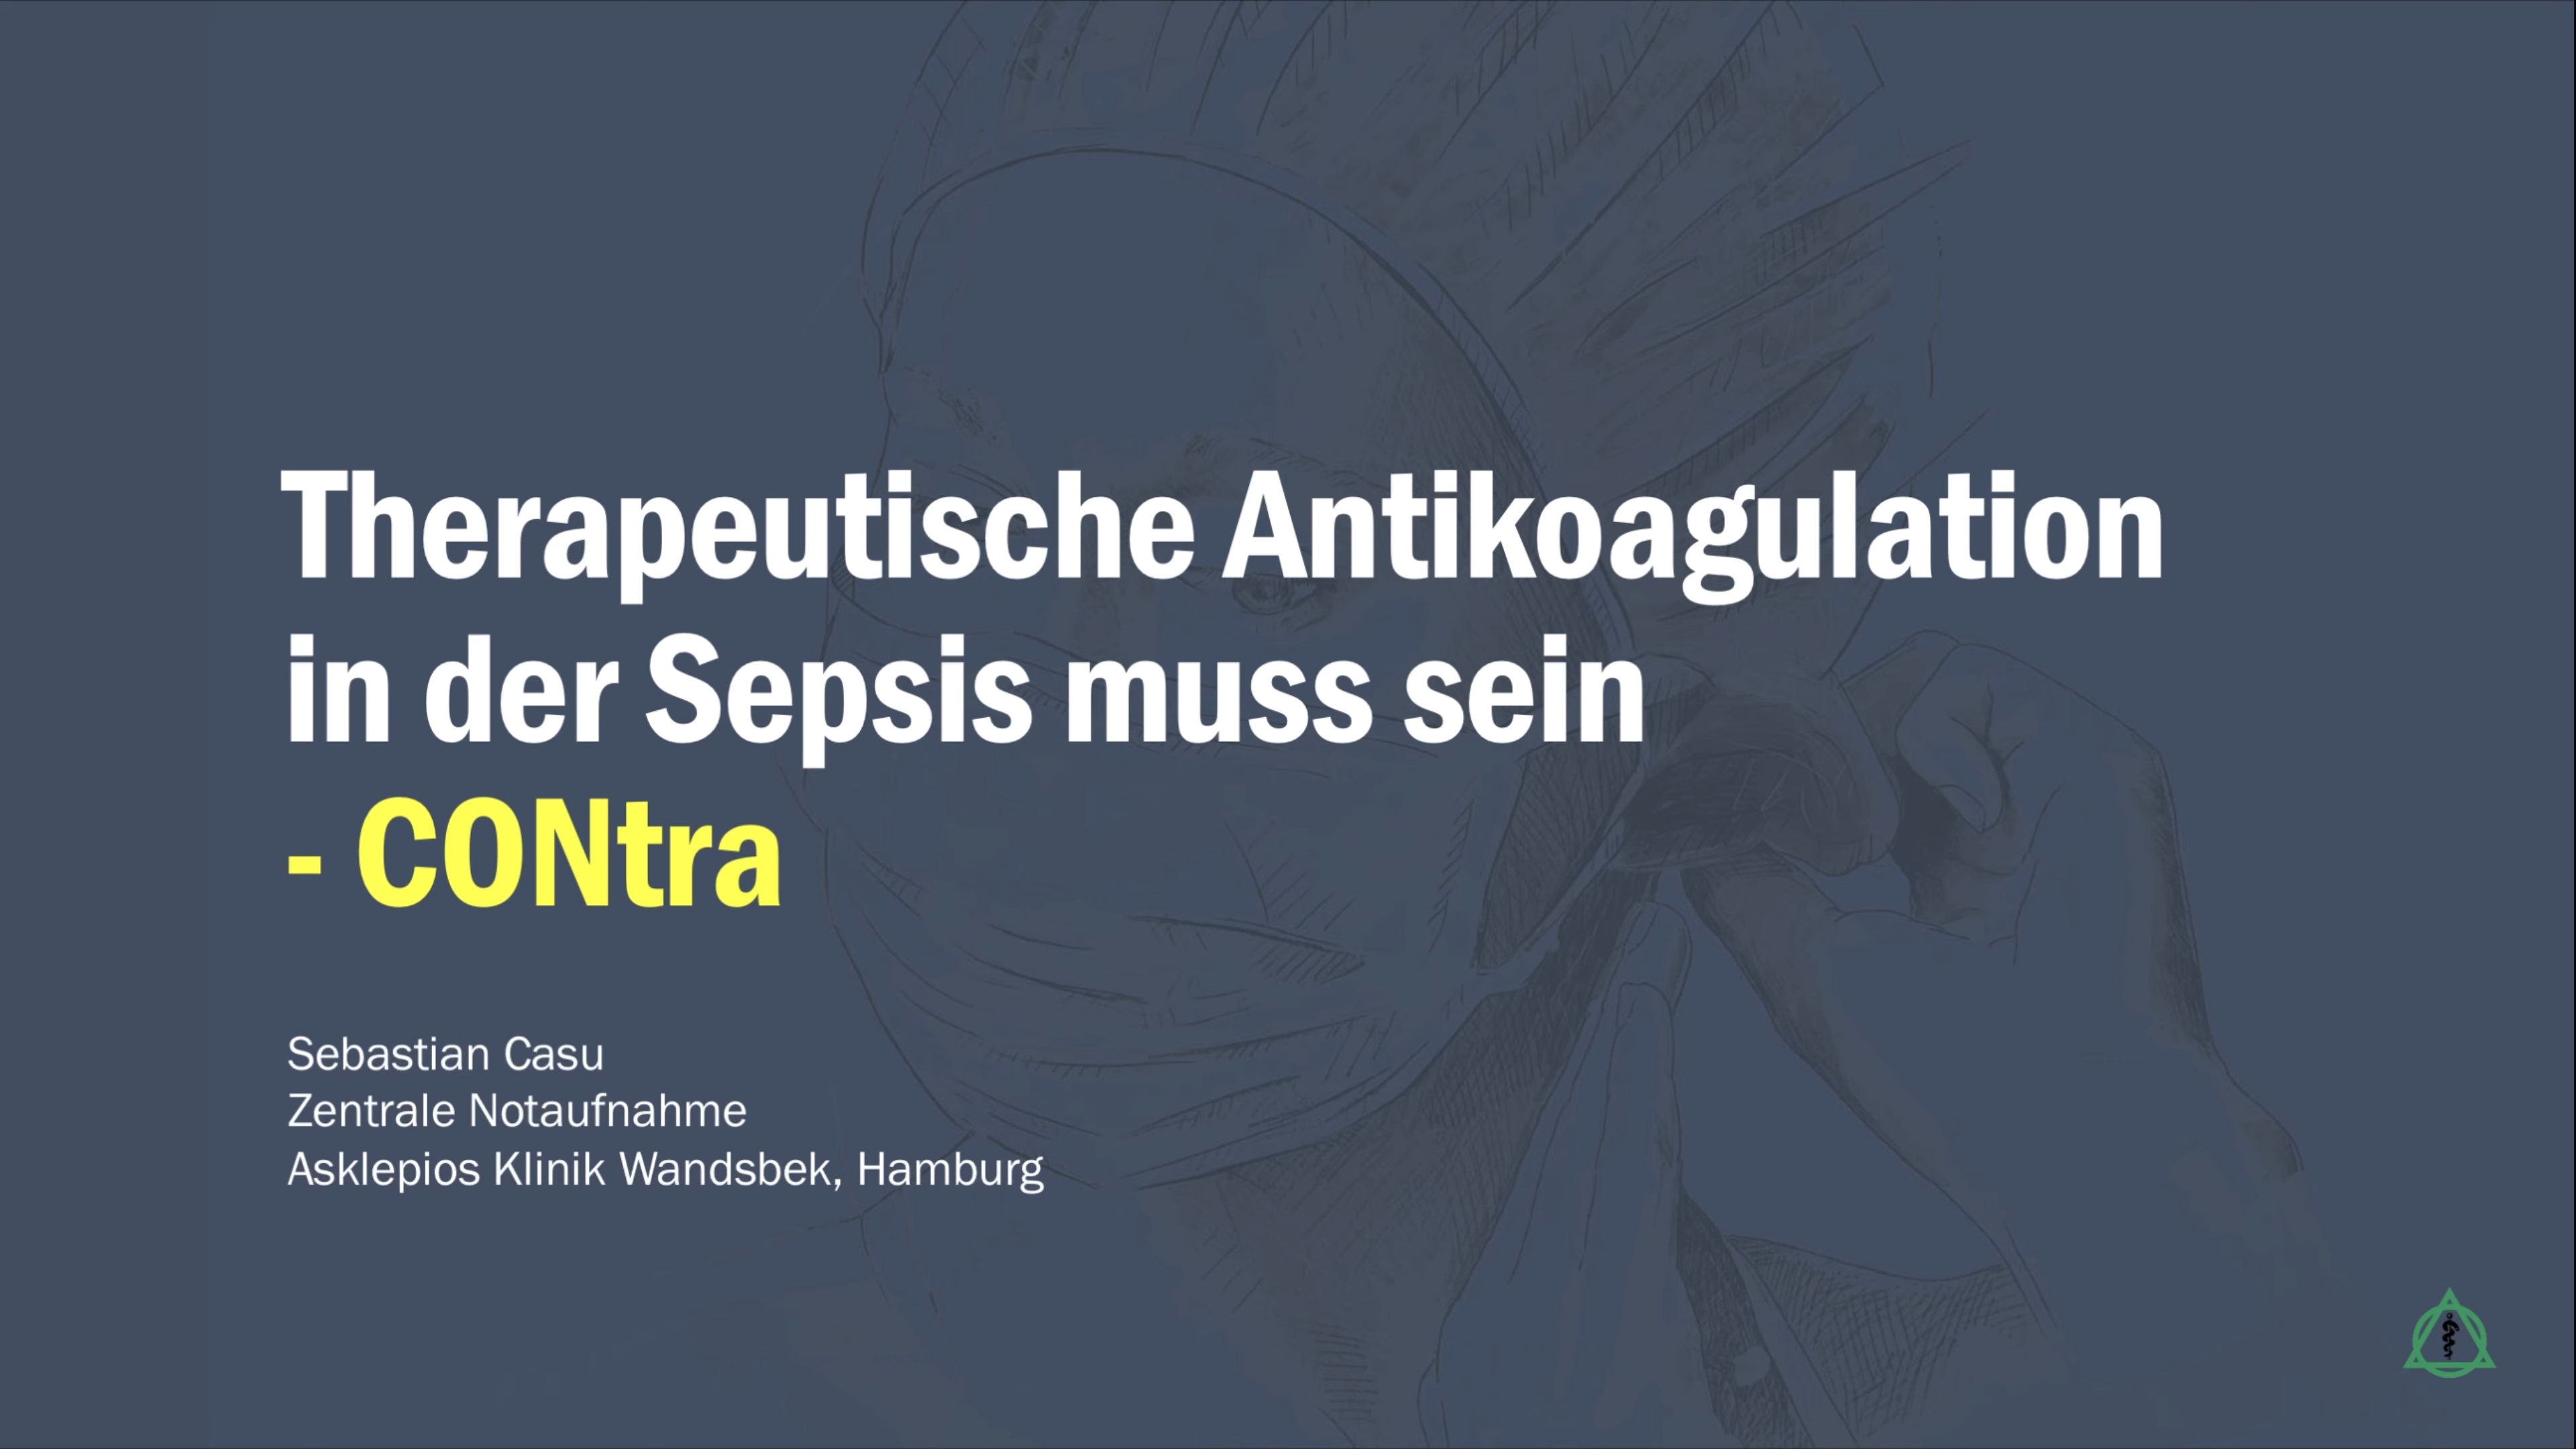 Therapeutische Antikoagulation
in der Sepsis muss sein
- CONtra
Sebastian Casu
Zentrale Notaufnahme
Asklepios Klinik Wandsbek, Hamburg